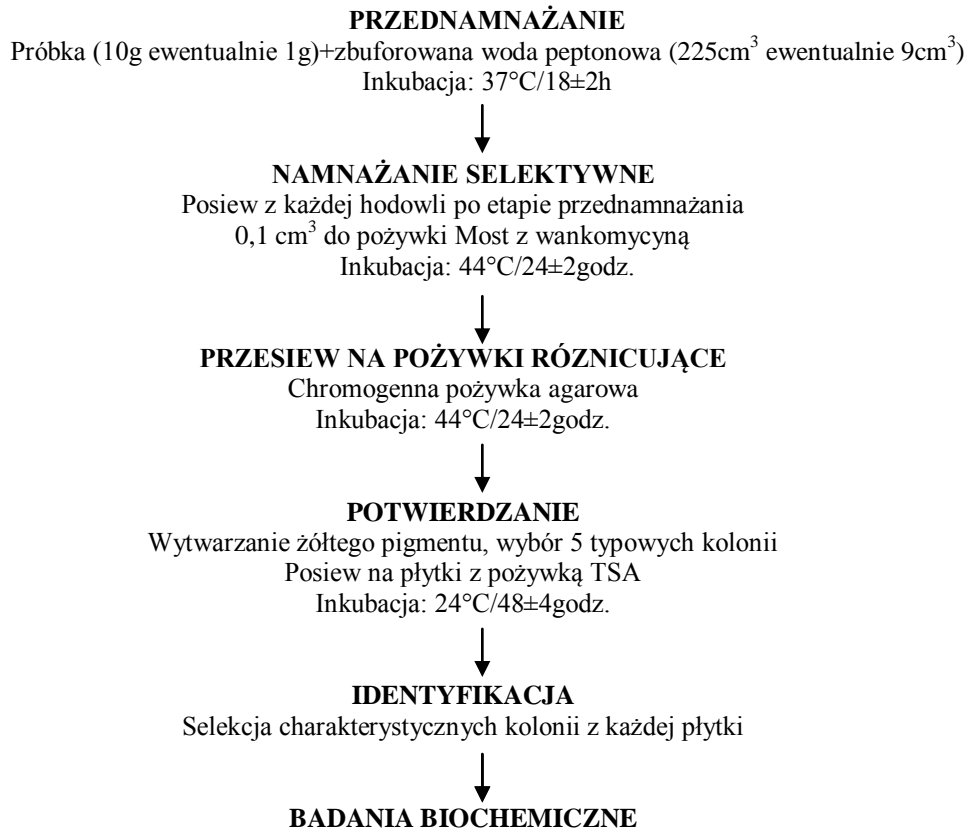 PRZEDNAMNAŻANIE
Próbka (10g ewentualnie 1g)+zbuforowana woda peptonowa (225cm³ ewentualnie 9cm³)
Inkubacja: 37°C/18±2h
NAMNAŻANIE SELEKTYWNE
Posiew z każdej hodowli po etapie przednamnażania
0,1 cm³ do pożywki Most z wankomycyną
Inkubacja: 44°C/24±2godz.
PRZESIEW NA POŻYWKI RÓZNICUJĄCE
Chromogenna pożywka agarowa
Inkubacja: 44°C/24±2godz.
POTWIERDZANIE
Wytwarzanie żółtego pigmentu, wybór 5 typowych kolonii
Posiew na płytki z pożywką TSA
Inkubacja: 24°C/48±4godz.
IDENTYFIKACJA
Selekcja charakterystycznych kolonii z każdej płytki
BADANIA BIOCHEMICZNE